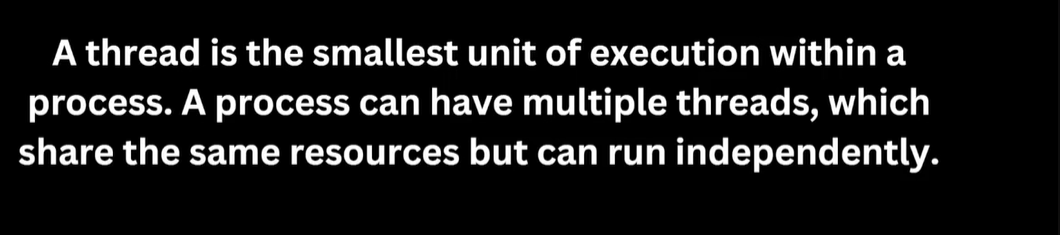 A thread is the smallest unit of execution within a
process. A process can have multiple threads, which
share the same resources but can run independently.